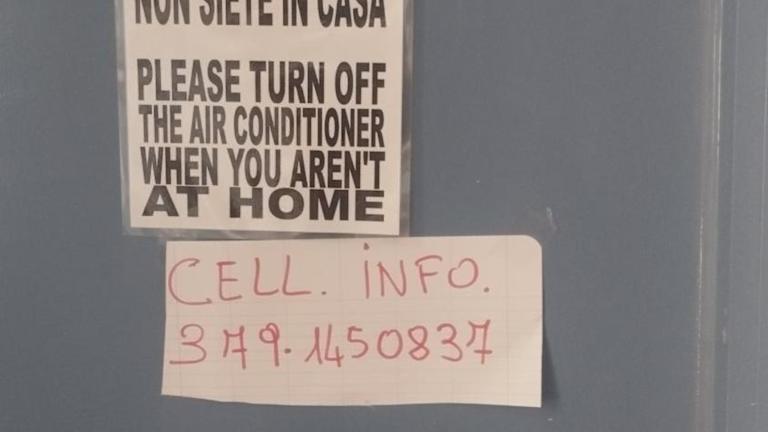 NON SIETE IN CASA
PLEASE TURN OFF
THE AIR CONDITIONER
WHEN YOU AREN'T
AT HOME
CELL. INFO.
379.1450837